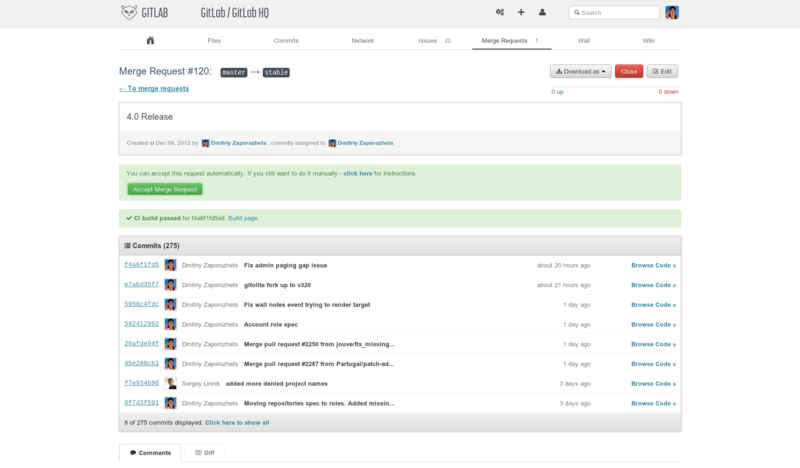 GITLAB GitLab / GitLab HQ Search
Files Commits Network Issues 22 Merge Requests 1 Wall Wiki
Merge Request #120: master → stable Download as Close Edit
← To merge requests 0 up 0 down
4.0 Release
Created at Dec 06, 2012 by Dmitriy Zaporozhets , currently assigned to Dmitriy Zaporozhets
You can accept this request automatically. If you still want to do it manually - click here for instructions
Accept Merge Request
CI build passed for f4a6f1fd5a9. Build page
Commits (275)
f4a6f1fd5 Dmitriy Zaporozhets Fix admin paging gap issue about 20 hours ago Browse Code »
e7abd35f7 Dmitriy Zaporozhets gitolite fork up to v320 about 21 hours ago Browse Code »
5050c4fdc Dmitriy Zaporozhets Fix wall notes event trying to render target 1 day ago Browse Code »
592412992 Dmitriy Zaporozhets Account role spec 1 day ago Browse Code »
26afde94f Dmitriy Zaporozhets Merge pull request #2250 from jouve/fix_missing... 1 day ago Browse Code »
45e206cb1 Dmitriy Zaporozhets Merge pull request #2287 from Partugal/patch-ad... 1 day ago Browse Code »
f7e934696 Sergey Linnik added more denied project names 3 days ago Browse Code »
0f7d3f591 Dmitriy Zaporozhets Moving repositories spec to roles. Added missin... 3 days ago Browse Code »
8 of 275 commits displayed. Click here to show all
Comments Diff